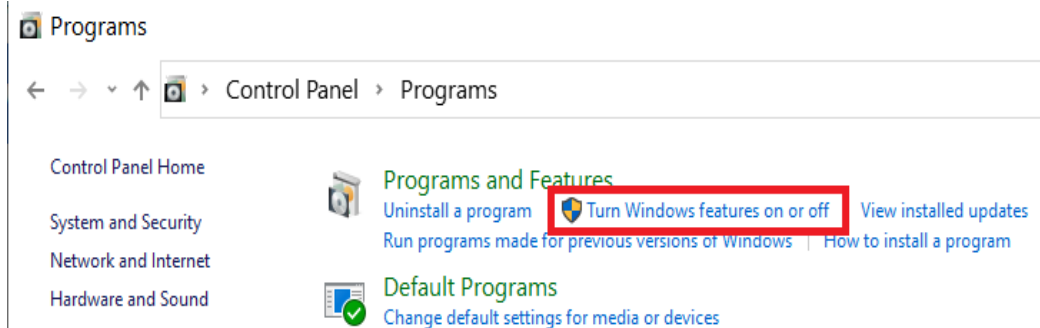 Programs
Control Panel > Programs
Control Panel Home
System and Security
Network and Internet
Hardware and Sound
Programs and Features
Uninstall a program Turn Windows features on or off View installed updates
Run programs made for previous versions of Windows How to install a program
Default Programs
Change default settings for media or devices